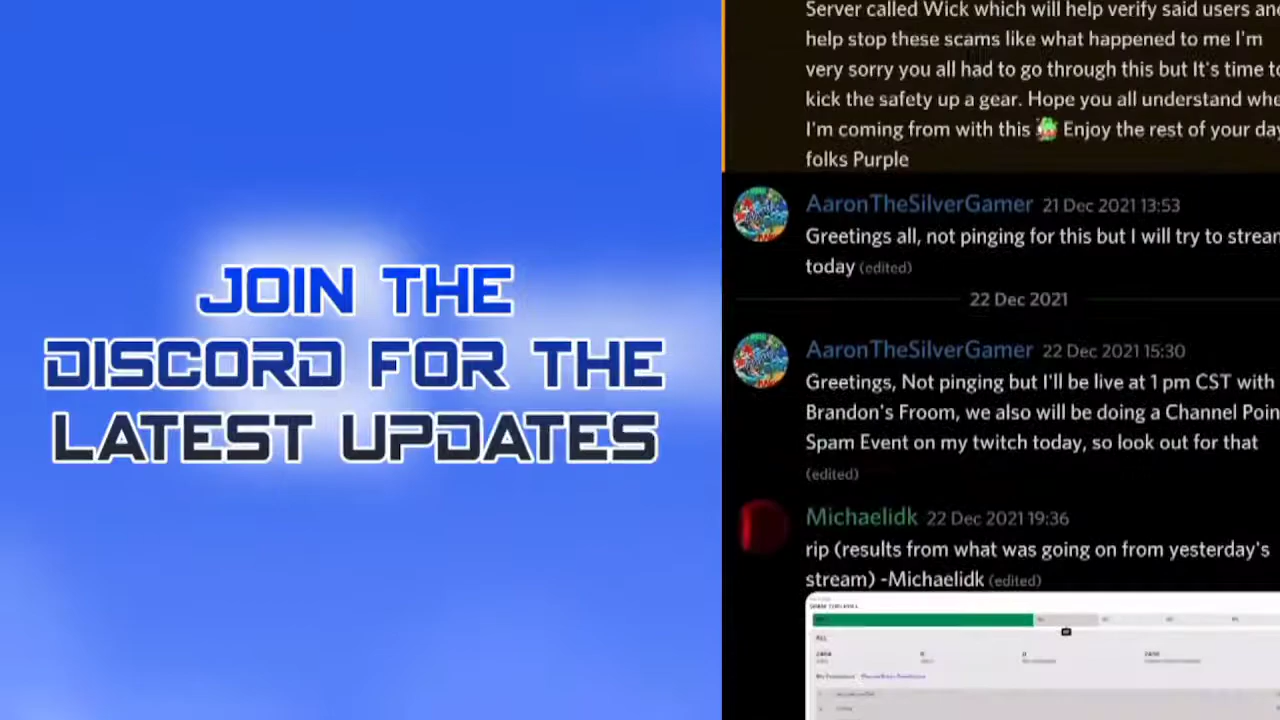 JOIN THE
DISCORD FOR THE
LATEST UPDATES
Server called Wick which will help verify said users and
help stop these scams like what happened to me I'm
very sorry you all had to go through this but It's time to
kick the safety up a gear. Hope you all understand whe
I'm coming from with this Enjoy the rest of your day
folks Purple
AaronTheSilverGamer 21 Dec 2021 13:53
Greetings all, not pinging for this but I will try to stream
today (edited)
22 Dec 2021
AaronTheSilverGamer 22 Dec 2021 15:30
Greetings, Not pinging but I'll be live at 1 pm CST with
Brandon's Froom, we also will be doing a Channel Poin
Spam Event on my twitch today, so look out for that
(edited)
Michaelidk 22 Dec 2021 19:36
rip (results from what was going on from yesterday's
stream) -Michaelidk (edited)